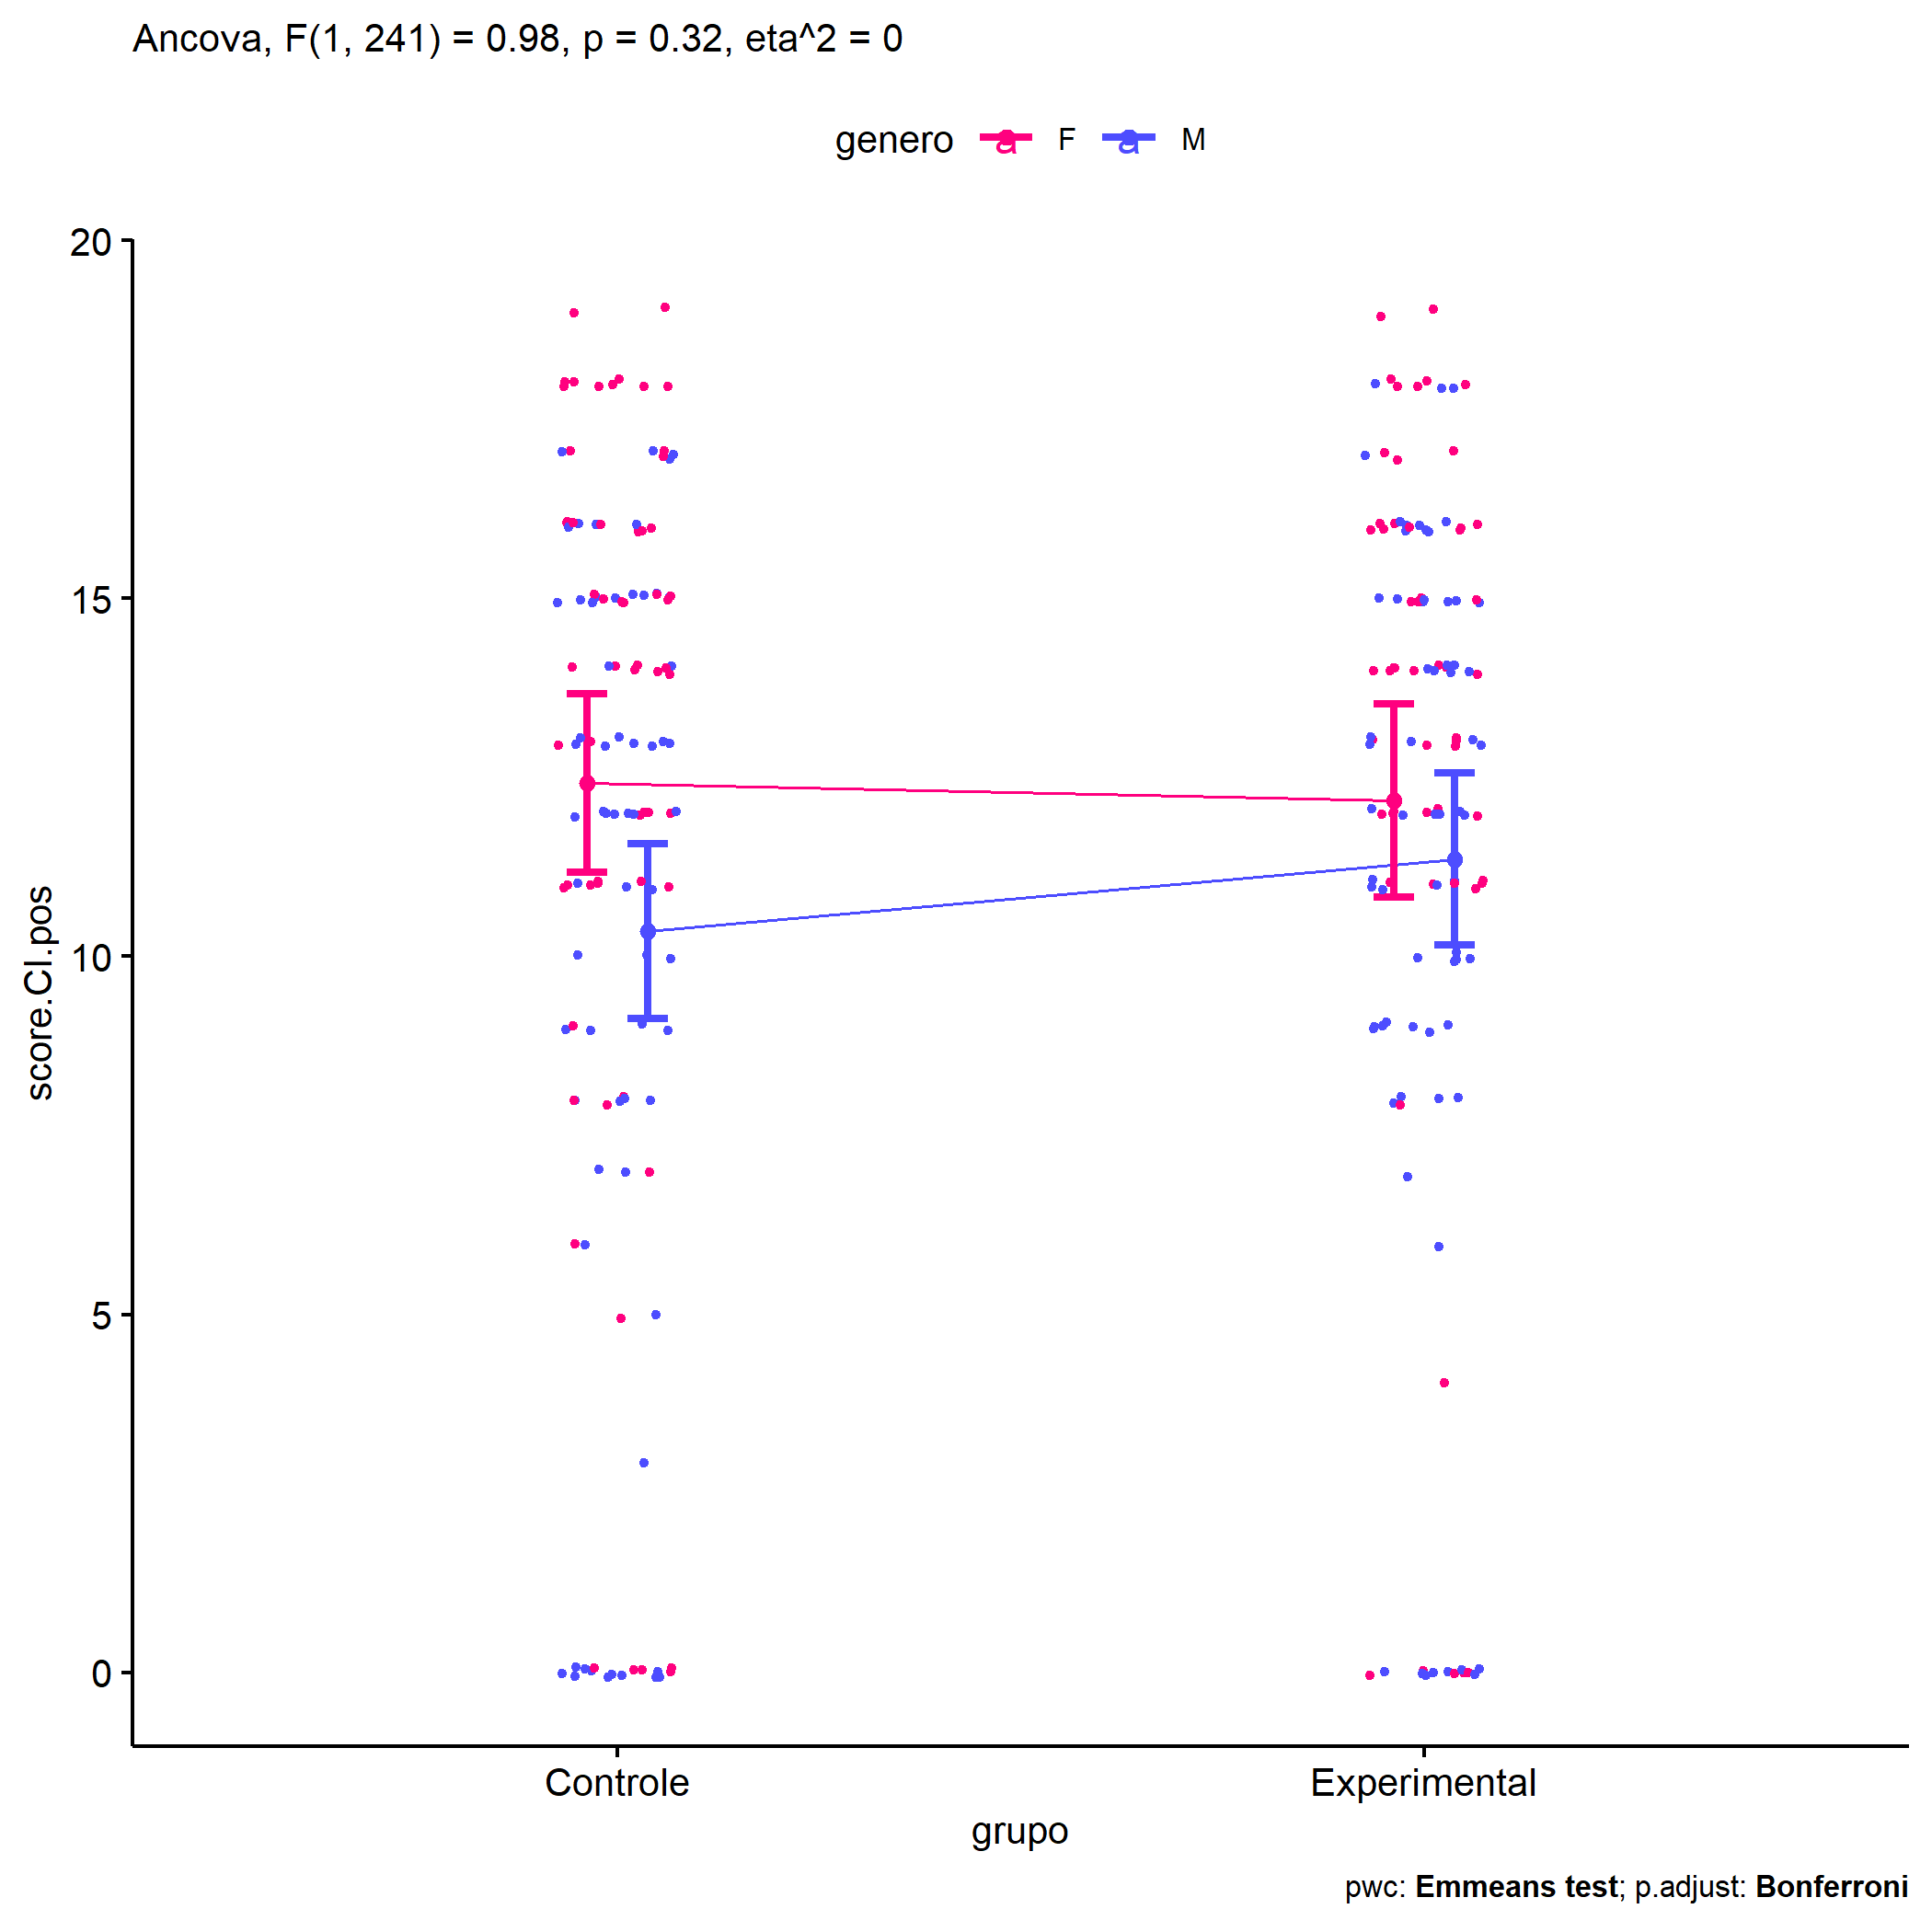 Ancova, F(1, 241) = 0.98, p = 0.32, eta^2 = 0
genero a F a M
20
15
10
5
0
score.CI.pos
Controle Experimental
grupo
pwc: Emmeans test; p.adjust: Bonferroni